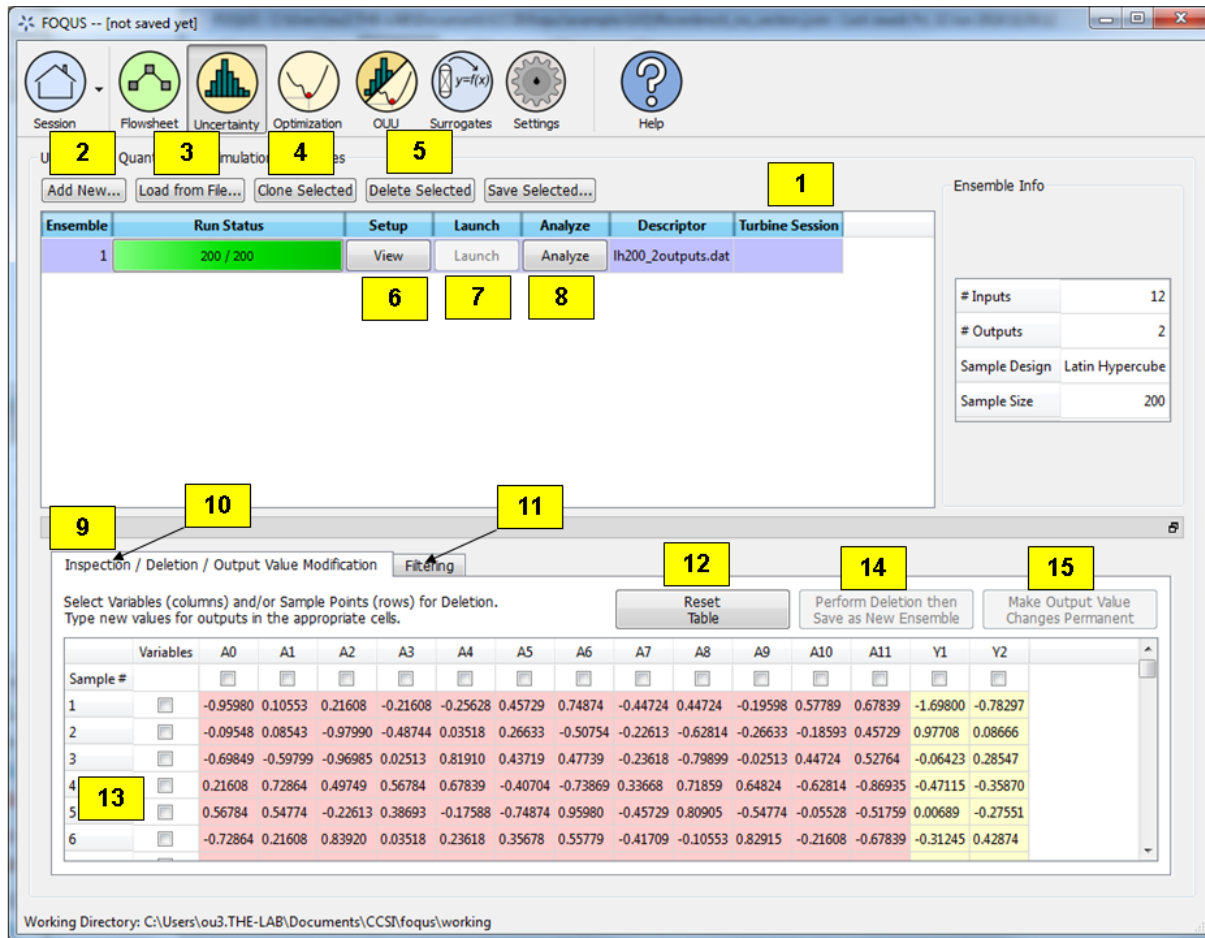 FOQUS -- [not saved yet]
y=f(x)
Session Flowsheet Uncertainty Optimization OUU Surrogates Settings Help
2 3 4 5
1
Add New... Load from File... Clone Selected Delete Selected Save Selected...
Ensemble Info
Ensemble Run Status Setup Launch Analyze Descriptor Turbine Session
1 200 / 200 View Launch Analyze lh200_2outputs.dat
6 7 8
# Inputs 12
# Outputs 2
Sample Design Latin Hypercube
Sample Size 200
9 10 11
Inspection / Deletion / Output Value Modification Filtering
12 14 15
Select Variables (columns) and/or Sample Points (rows) for Deletion.
Type new values for outputs in the appropriate cells.
Reset
Table
Perform Deletion then
Save as New Ensemble
Make Output Value
Changes Permanent
Variables A0 A1 A2 A3 A4 A5 A6 A7 A8 A9 A10 A11 Y1 Y2
Sample #
1 -0.95980 0.10553 0.21608 -0.21608 -0.25628 0.45729 0.74874 -0.44724 0.44724 -0.19598 0.57789 0.67839 -1.69800 -0.78297
2 -0.09548 0.08543 -0.97990 -0.48744 0.03518 0.26633 -0.50754 -0.22613 -0.62814 -0.26633 -0.18593 0.45729 0.97708 0.08666
3 -0.69849 -0.59799 -0.96985 0.02513 0.81910 0.43719 0.47739 -0.23618 -0.79899 -0.02513 0.44724 0.52764 -0.06423 0.28547
4 0.21608 0.72864 0.49749 0.56784 0.67839 -0.40704 -0.73869 0.33668 0.71859 0.64824 -0.62814 -0.86935 -0.47115 -0.35870
13
5 0.56784 0.54774 -0.22613 0.38693 -0.17588 -0.74874 0.95980 -0.45729 0.80905 -0.54774 -0.05528 -0.51759 0.00689 -0.27551
6 -0.72864 0.21608 0.83920 0.03518 0.23618 0.35678 0.55779 -0.41709 -0.10553 0.82915 -0.21608 -0.67839 -0.31245 0.42874
Working Directory: C:\Users\ou3.THE-LAB\Documents\CCSI\foqus\working